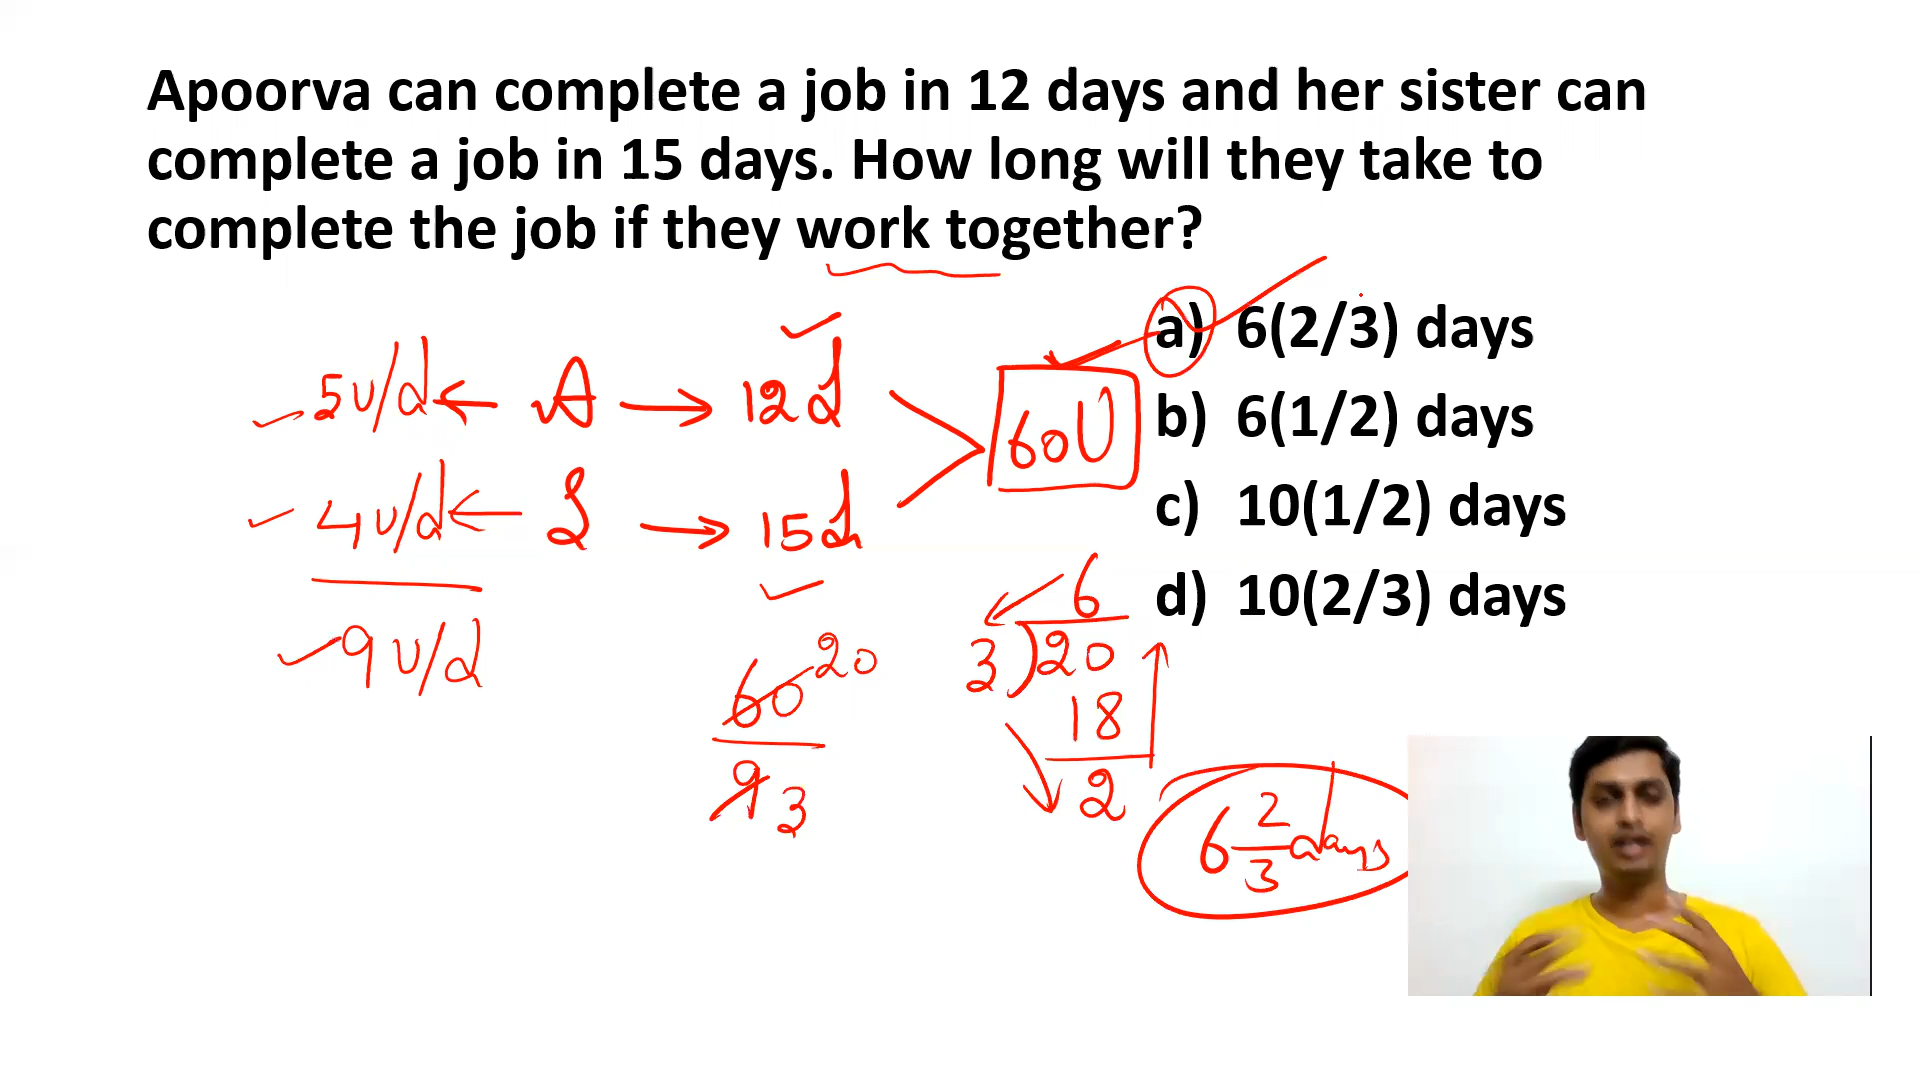 Apoorva can complete a job in 12 days and her sister can
complete a job in 15 days. How long will they take to
complete the job if they work together?
a) 6(2/3) days
b) 6(1/2) days
c) 10(1/2) days
d) 10(2/3) days
5u/d ← A → 12d
60U
4u/d ← S → 15d
9u/d
60 20
9 3
6
3)20
18
2
6 2/3 days